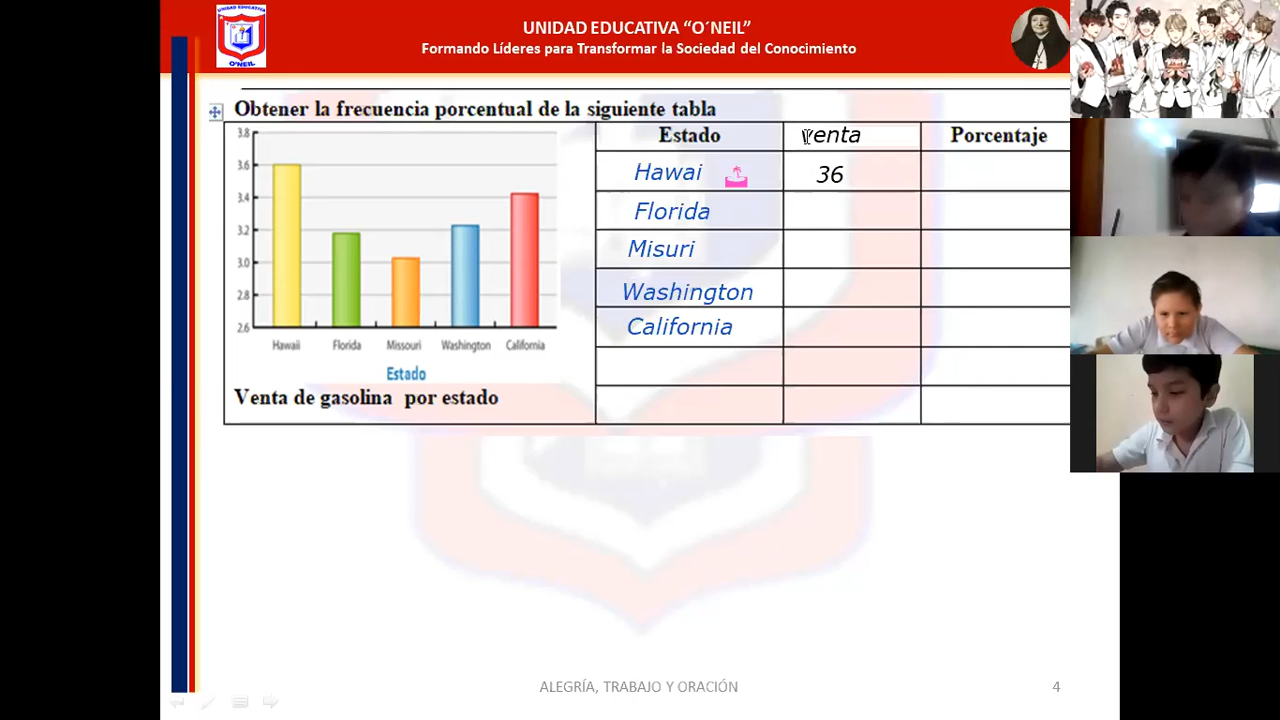 UNIDAD EDUCATIVA
O´NEIL
UNIDAD EDUCATIVA “O´NEIL”
Formando Líderes para Transformar la Sociedad del Conocimiento
Obtener la frecuencia porcentual de la siguiente tabla
3.8
3.6
3.4
3.2
3.0
2.8
2.6
Hawaii Florida Missouri Washington California
Estado
Venta de gasolina por estado
Estado venta Porcentaje
Hawai 36
Florida
Misuri
Washington
California
ALEGRÍA, TRABAJO Y ORACIÓN 4